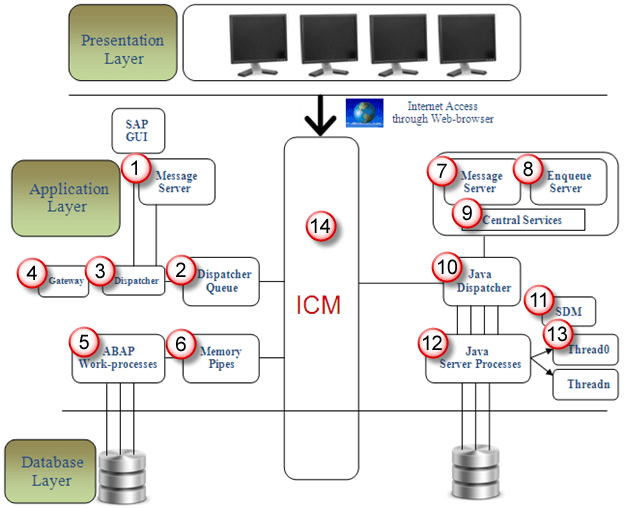 Presentation
Layer
Internet Access
through Web-browser
SAP
GUI
1
Message
Server
Application
Layer
4
Gateway
3
Dispatcher
2
Dispatcher
Queue
14
ICM
7
Message
Server
8
Enqueue
Server
9
Central Services
10
Java
Dispatcher
11
SDM
5
ABAP
Work-processes
6
Memory
Pipes
12
Java
Server Processes
13
Thread0
Threadn
Database
Layer